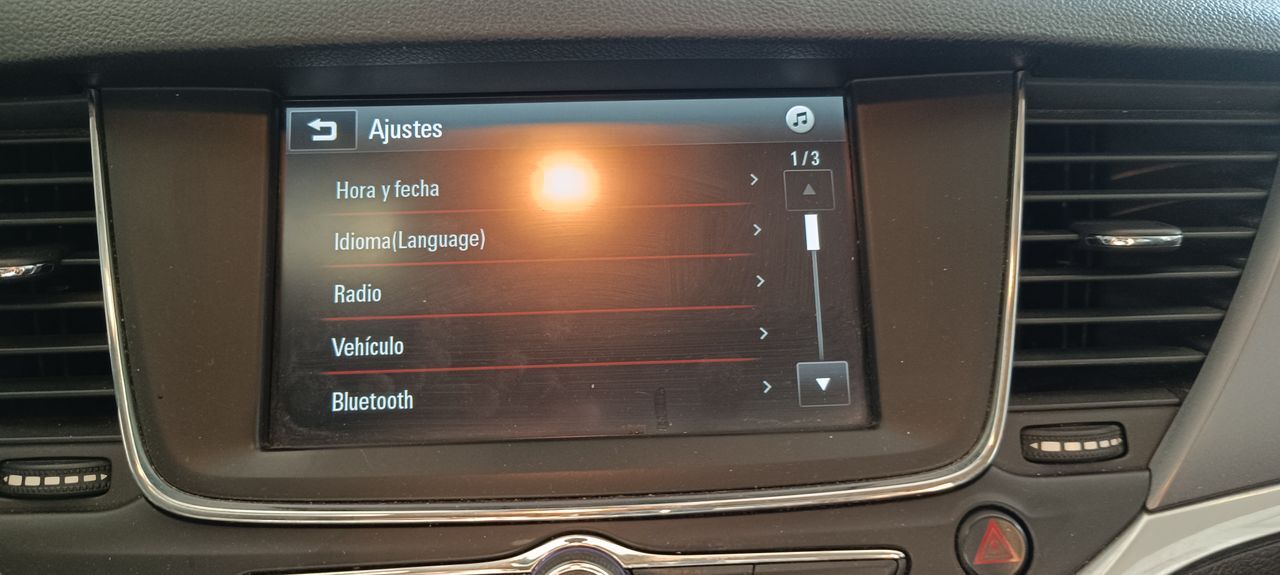 Ajustes
1/3
Hora y fecha
Idioma(Language)
Radio
Vehículo
Bluetooth